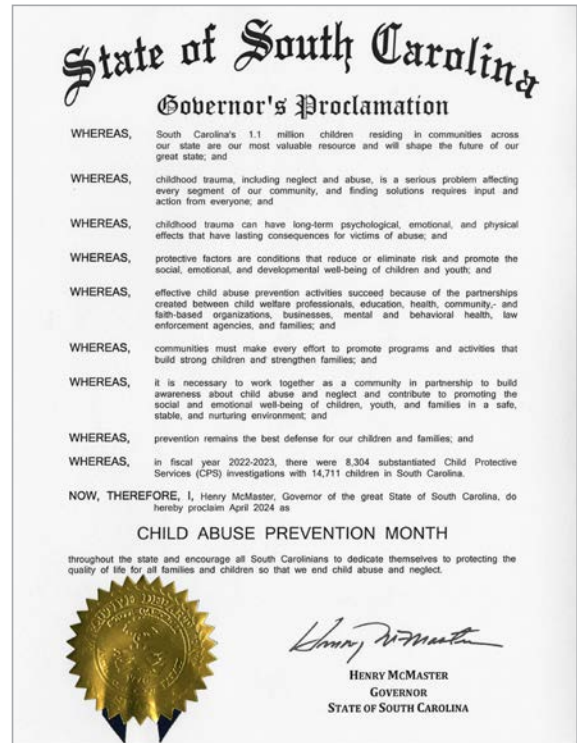 State of South Carolina
Governor's Proclamation
WHEREAS, South Carolina's 1.1 million children residing in communities across
our state are our most valuable resource and will shape the future of our
great state; and
WHEREAS, childhood trauma, including neglect and abuse, is a serious problem affecting
every segment of our community, and finding solutions requires input and
action from everyone; and
WHEREAS, childhood trauma can have long-term psychological, emotional, and physical
effects that have lasting consequences for victims of abuse; and
WHEREAS, protective factors are conditions that reduce or eliminate risk and promote the
social, emotional, and developmental well-being of children and youth; and
WHEREAS, effective child abuse prevention activities succeed because of the partnerships
created between child welfare professionals, education, health, community,- and
faith-based organizations, businesses, mental and behavioral health, law
enforcement agencies, and families; and
WHEREAS, communities must make every effort to promote programs and activities that
build strong children and strengthen families; and
WHEREAS, it is necessary to work together as a community in partnership to build
awareness about child abuse and neglect and contribute to promoting the
social and emotional well-being of children, youth, and families in a safe,
stable, and nurturing environment; and
WHEREAS, prevention remains the best defense for our children and families; and
WHEREAS, in fiscal year 2022-2023, there were 8,304 substantiated Child Protective
Services (CPS) investigations with 14,711 children in South Carolina.
NOW, THEREFORE, I, Henry McMaster, Governor of the great State of South Carolina, do
hereby proclaim April 2024 as
CHILD ABUSE PREVENTION MONTH
throughout the state and encourage all South Carolinians to dedicate themselves to protecting the
quality of life for all families and children so that we end child abuse and neglect.
Henry McMaster
HENRY MCMASTER
GOVERNOR
STATE OF SOUTH CAROLINA